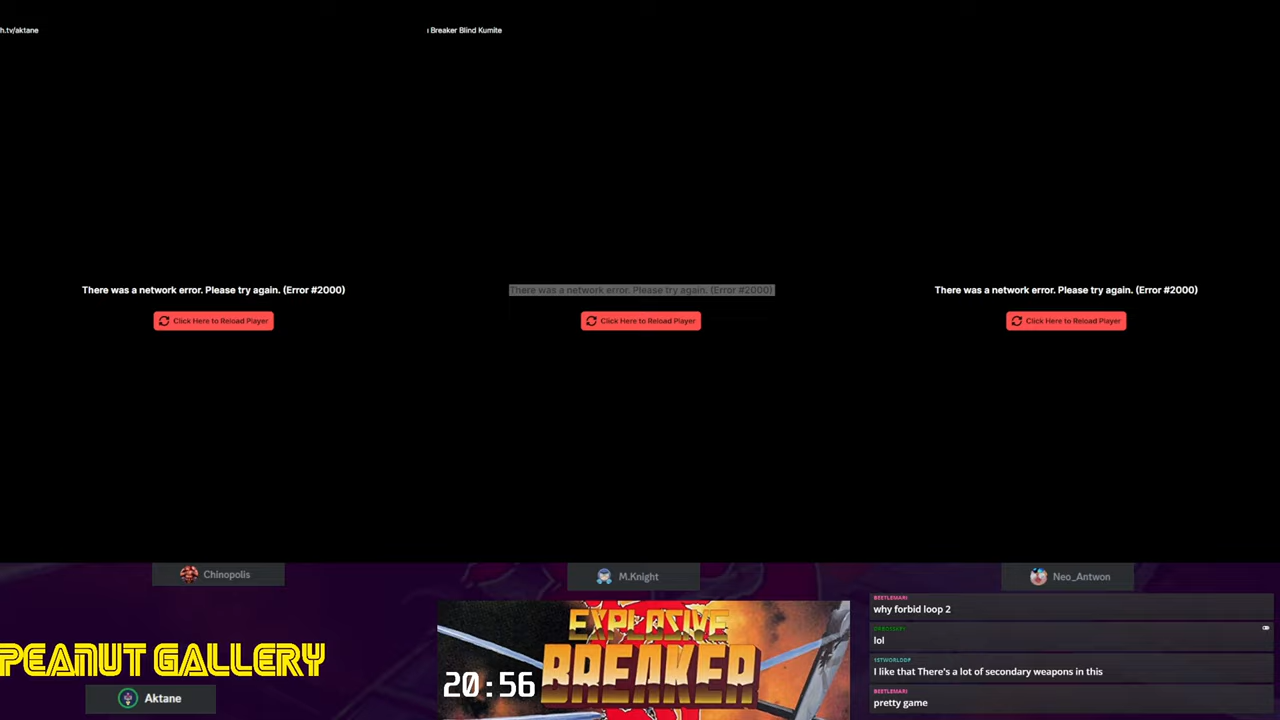 h.tv/aktane
Breaker Blind Kumite
There was a network error. Please try again. (Error #2000)
Click Here to Reload Player
There was a network error. Please try again. (Error #2000)
Click Here to Reload Player
There was a network error. Please try again. (Error #2000)
Click Here to Reload Player
Chinopolis
M.Knight
Neo_Antwon
PEANUT GALLERY
Aktane
EXPLOSIVE
BREAKER
20:56
BEETLEMARI
why forbid loop 2
lol
1STWORLDOP
I like that There's a lot of secondary weapons in this
BEETLEMARI
pretty game